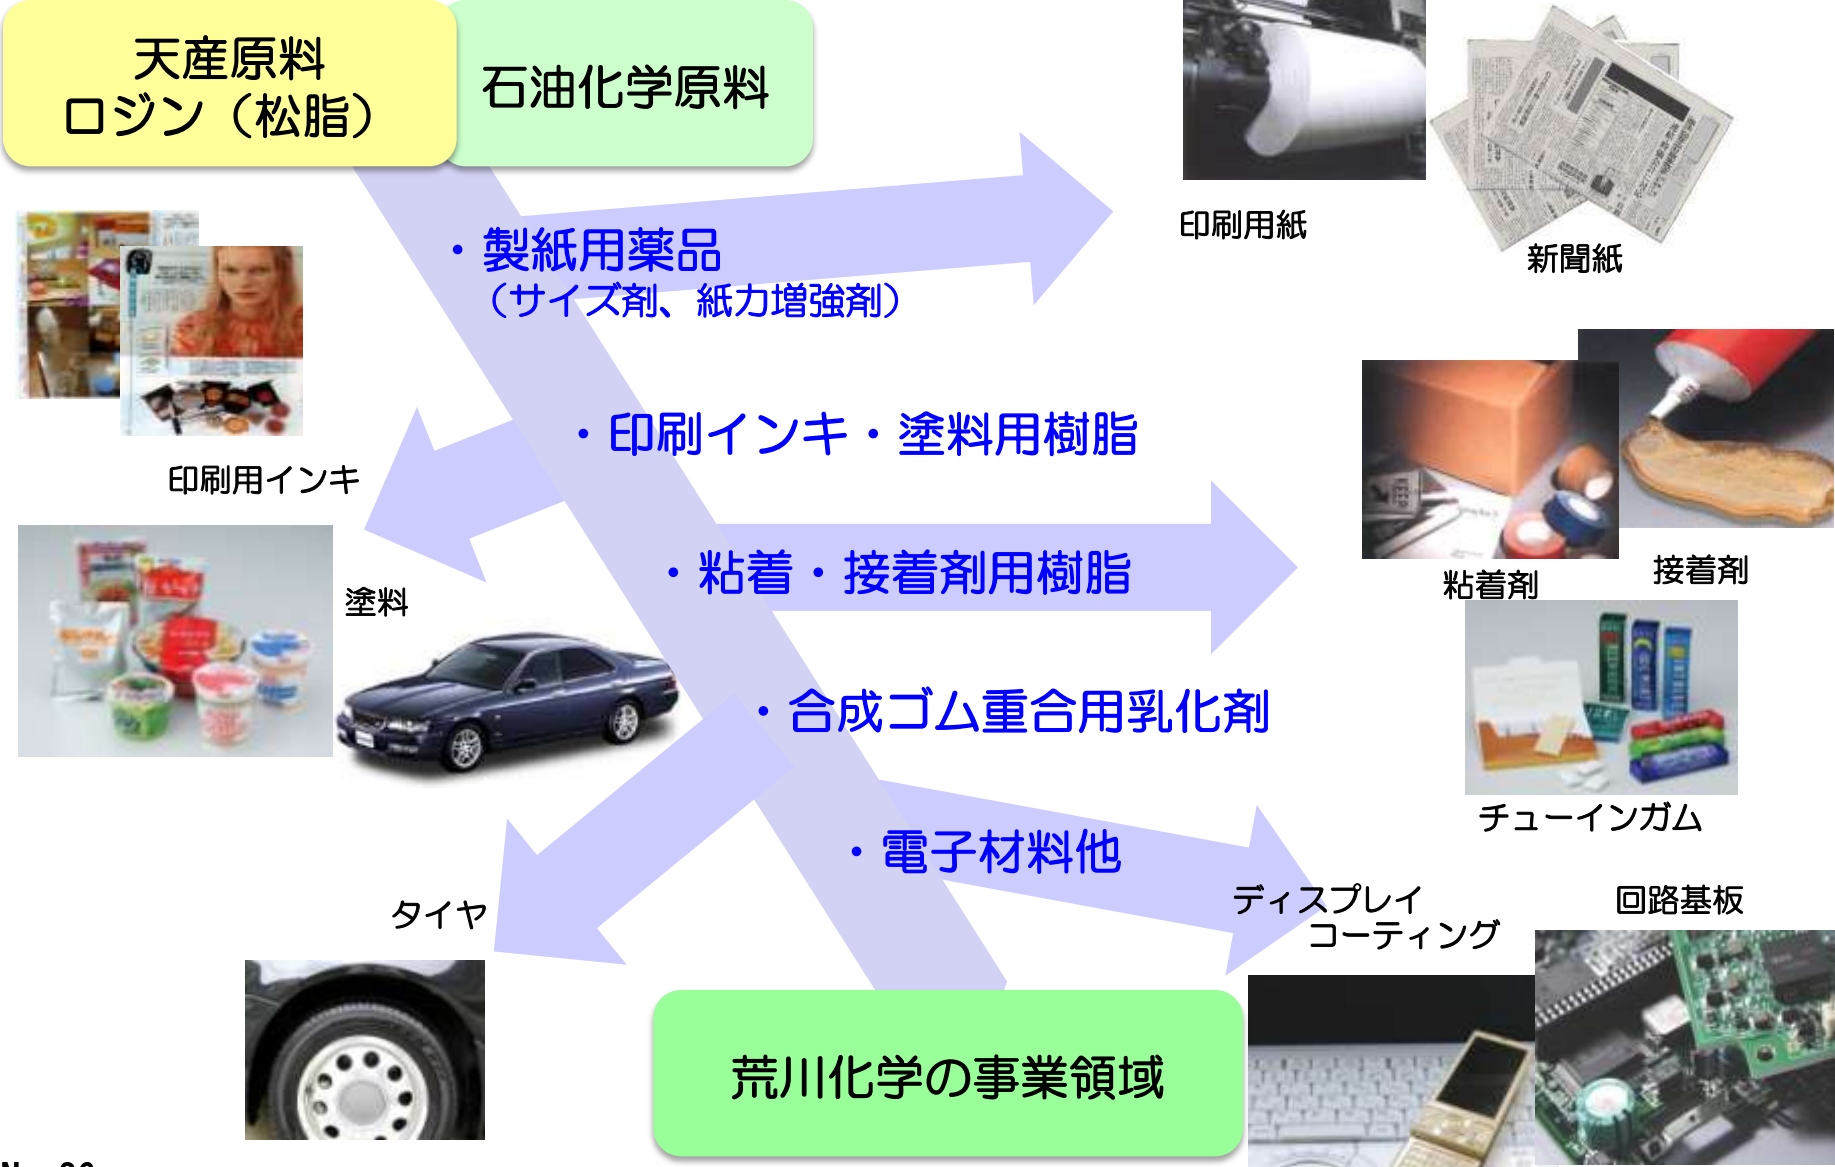 天産原料
ロジン（松脂）
石油化学原料
印刷用紙
新聞紙
・製紙用薬品
（サイズ剤、紙力増強剤）
・印刷インキ・塗料用樹脂
印刷用インキ
・粘着・接着剤用樹脂
粘着剤
接着剤
塗料
・合成ゴム重合用乳化剤
チューインガム
・電子材料他
タイヤ
ディスプレイ
コーティング
回路基板
荒川化学の事業領域